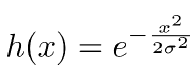 h(x) = e^{-\frac{x^2}{2\sigma^2}}